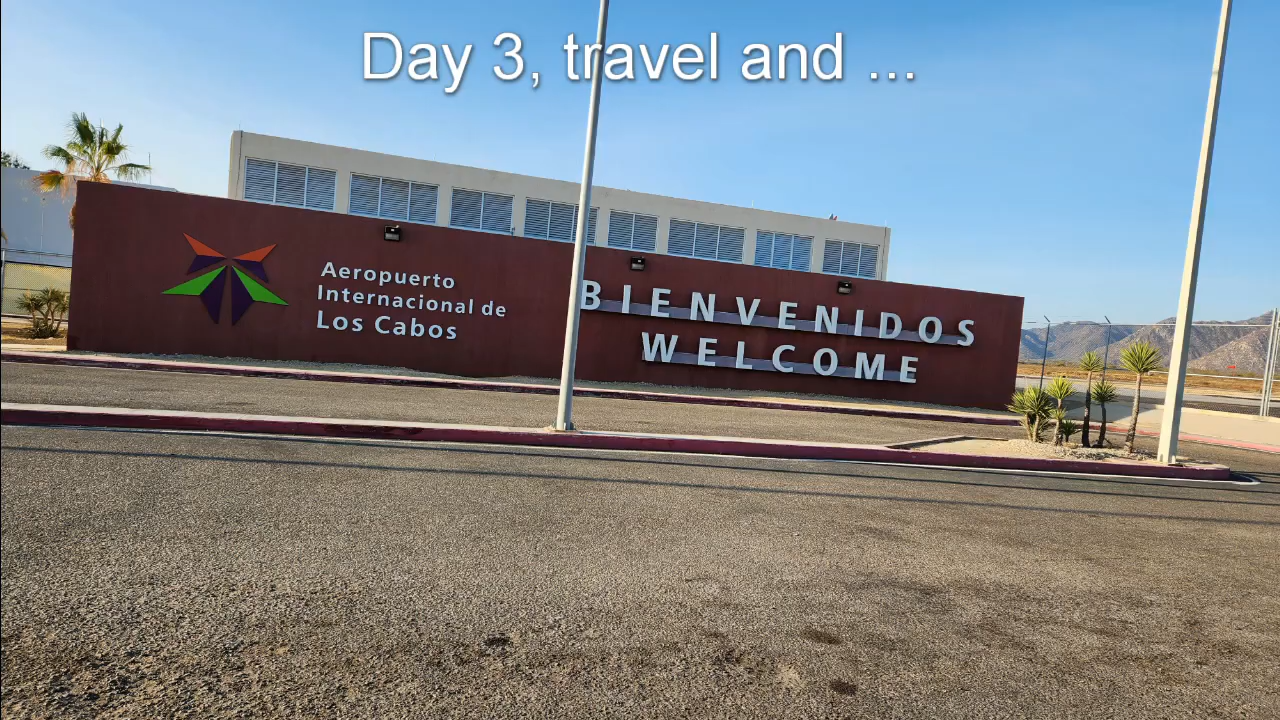 Day 3, travel and ...
Aeropuerto
Internacional de
Los Cabos
BIENVENIDOS
WELCOME